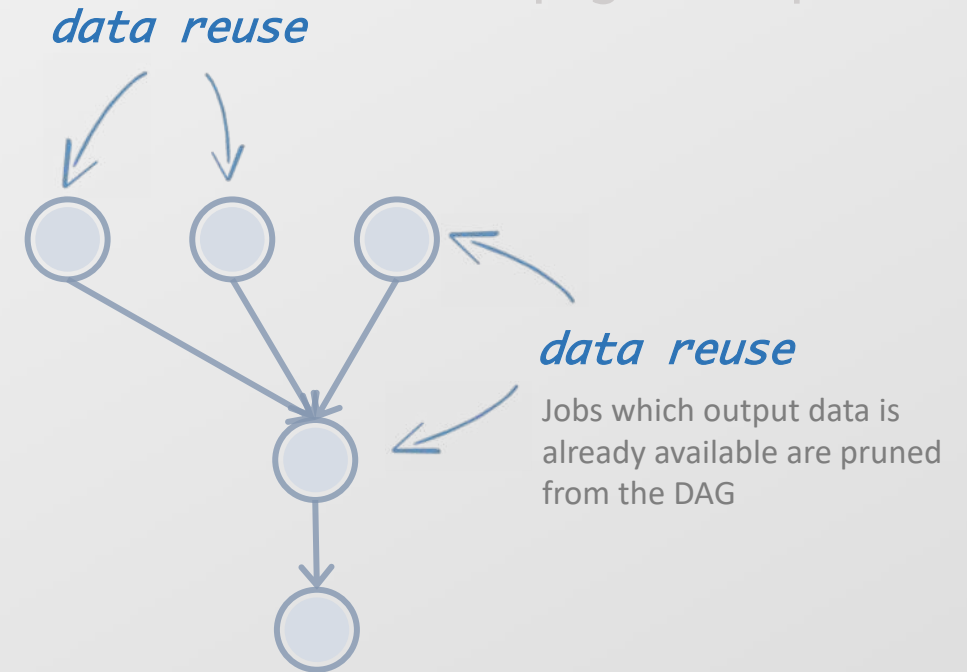 data reuse
data reuse
Jobs which output data is
already available are pruned
from the DAG